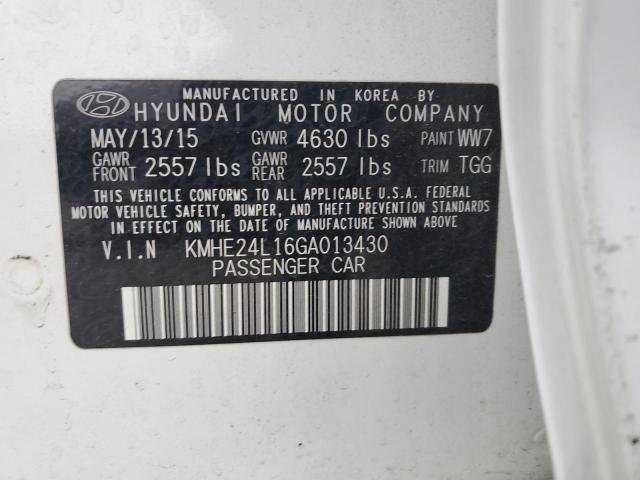 MANUFACTURED IN KOREA BY
HYUNDAI MOTOR COMPANY
MAY/13/15 GVWR 4630 lbs PAINT WW7
GAWR FRONT 2557 lbs GAWR REAR 2557 lbs TRIM TGG
THIS VEHICLE CONFORMS TO ALL APPLICABLE U.S.A. FEDERAL
MOTOR VEHICLE SAFETY, BUMPER, AND THEFT PREVENTION STANDARDS
IN EFFECT ON THE DATE OF MANUFACTURE SHOWN ABOVE.
V.I.N KMHE24L16GA013430
PASSENGER CAR